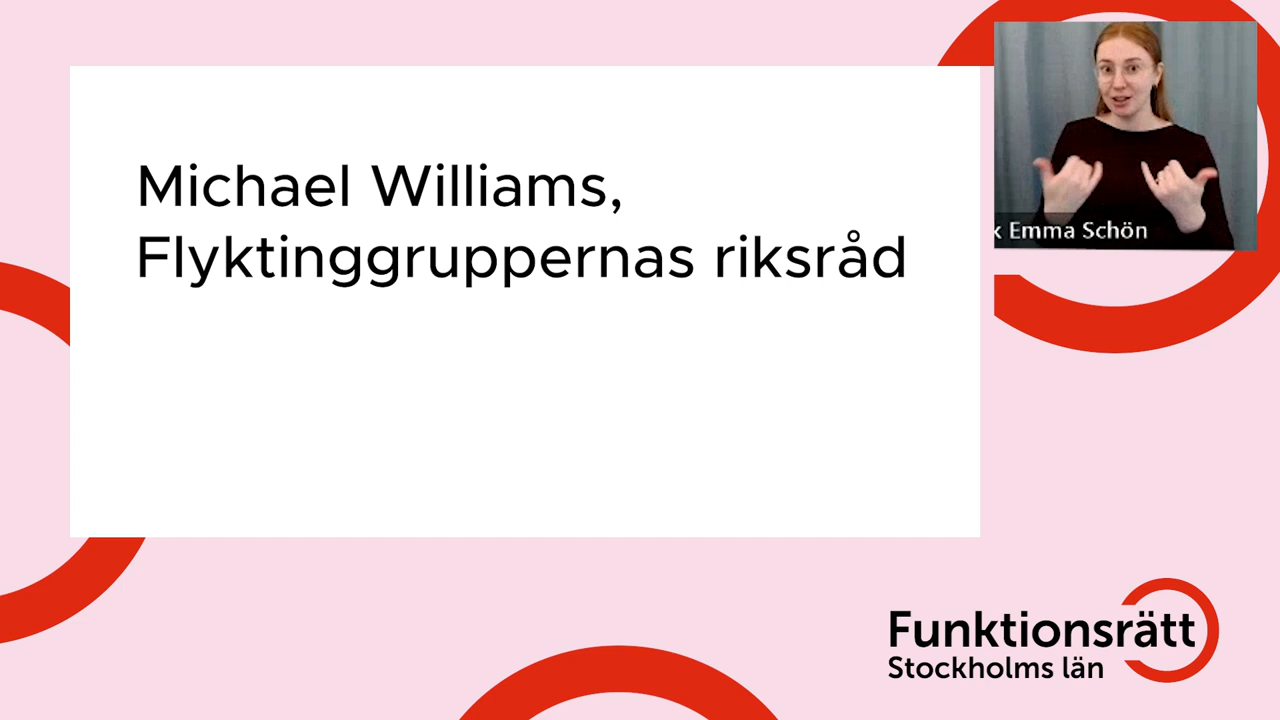 Michael Williams,
Flyktinggruppernas riksråd
Emma Schön
Funktionsrätt
Stockholms län